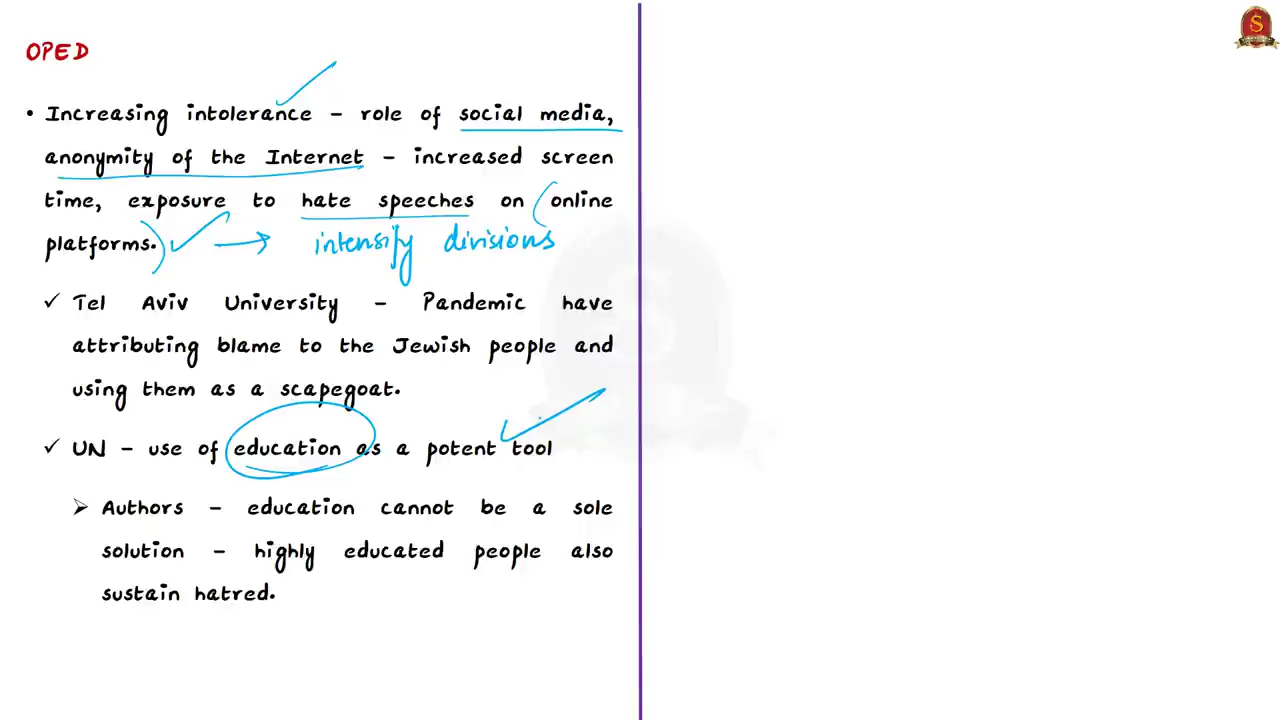 OPED
• Increasing intolerance – role of social media,
anonymity of the Internet – increased screen
time, exposure to hate speeches on online
platforms. → intensify divisions
✓ Tel Aviv University – Pandemic have
attributing blame to the Jewish people and
using them as a scapegoat.
✓ UN – use of education as a potent tool
➢ Authors – education cannot be a sole
solution – highly educated people also
sustain hatred.
S